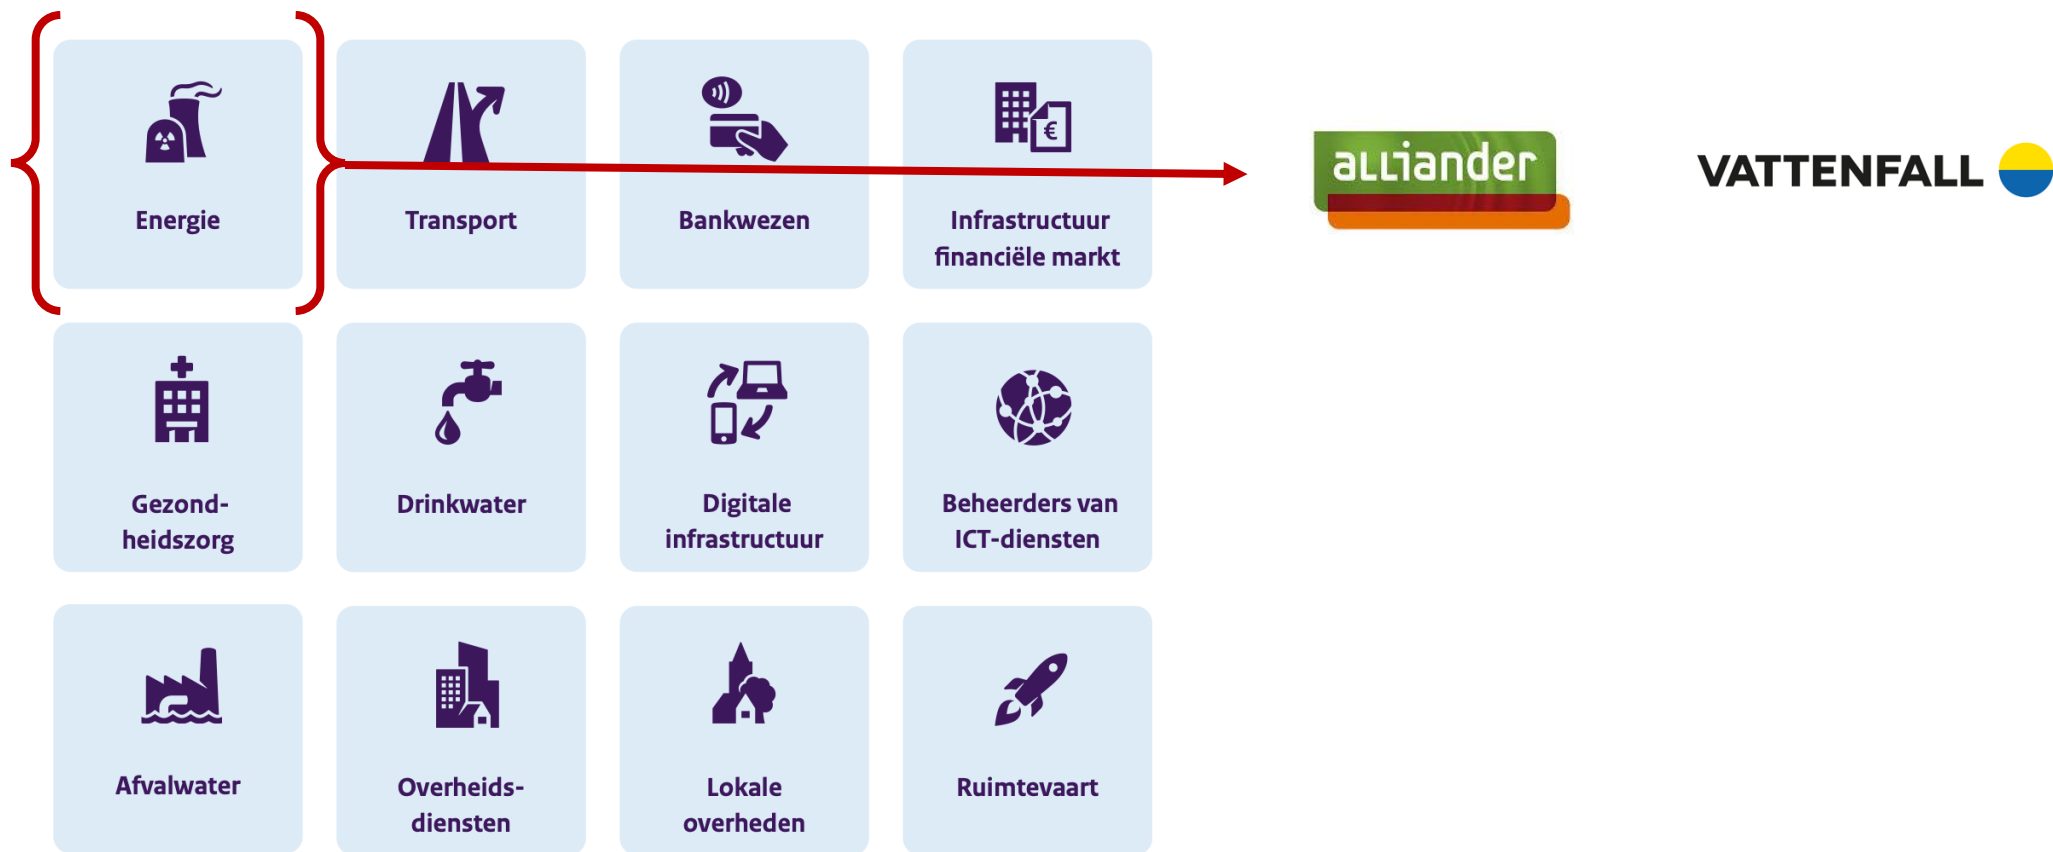 Energie
Transport
Bankwezen
Infrastructuur
financiële markt
€
alliander
VATTENFALL
Gezond-
heidszorg
Drinkwater
Digitale
infrastructuur
Beheerders van
ICT-diensten
Afvalwater
Overheids-
diensten
Lokale
overheden
Ruimtevaart